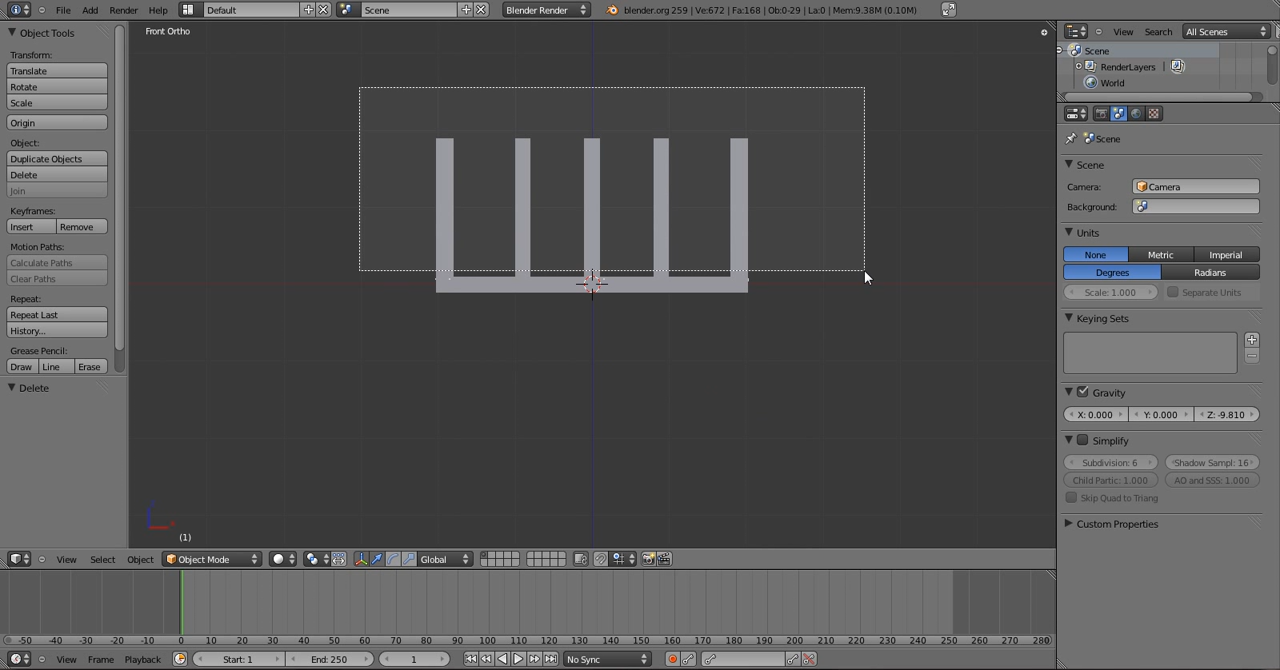 File Add Render Help Default Scene Blender Render blender.org 259 | Ve:672 | Fa:168 | Ob:0-29 | La:0 | Mem:9.38M (0.10M)
Object Tools
Transform:
Translate
Rotate
Scale
Origin
Object:
Duplicate Objects
Delete
Join
Keyframes:
Insert Remove
Motion Paths:
Calculate Paths
Clear Paths
Repeat:
Repeat Last
History...
Grease Pencil:
Draw Line Erase
Delete
Front Ortho
(1)
View Select Object Object Mode Global
View Search All Scenes
Scene
RenderLayers |
World
Scene
Scene
Camera: Camera
Background:
Units
None Metric Imperial
Degrees Radians
Scale: 1.000 Separate Units
Keying Sets
Gravity
X: 0.000 Y: 0.000 Z: -9.810
Simplify
Subdivision: 6 Shadow Sampl: 16
Child Partic: 1.000 AO and SSS: 1.000
Skip Quad to Triang
Custom Properties
-50 -40 -30 -20 -10 0 10 20 30 40 50 60 70 80 90 100 110 120 130 140 150 160 170 180 190 200 210 220 230 240 250 260 270 280
View Frame Playback Start: 1 End: 250 1 No Sync